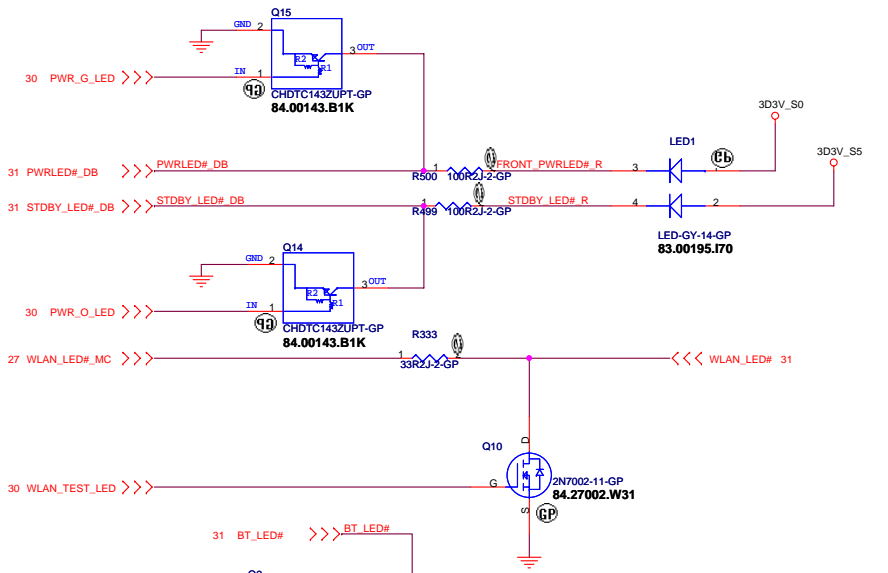 Q15
GND 2
3 OUT
R2
R1
IN 1
30 PWR_G_LED
GP
CHDTC143ZUPT-GP
84.00143.B1K
3D3V_S0
LED1
3D3V_S5
31 PWRLED#_DB
PWRLED#_DB
1
R500
100R2J-2-GP
FRONT_PWRLED#_R
3
31 STDBY_LED#_DB
STDBY_LED#_DB
1
R499
100R2J-2-GP
STDBY_LED#_R
4
2
LED-GY-14-GP
83.00195.I70
Q14
GND 2
3 OUT
R2
R1
IN 1
30 PWR_O_LED
GP
CHDTC143ZUPT-GP
84.00143.B1K
R333
27 WLAN_LED#_MC
1
33R2J-2-GP
WLAN_LED# 31
D
Q10
G
2N7002-11-GP
84.27002.W31
30 WLAN_TEST_LED
S
GP
31 BT_LED#
BT_LED#